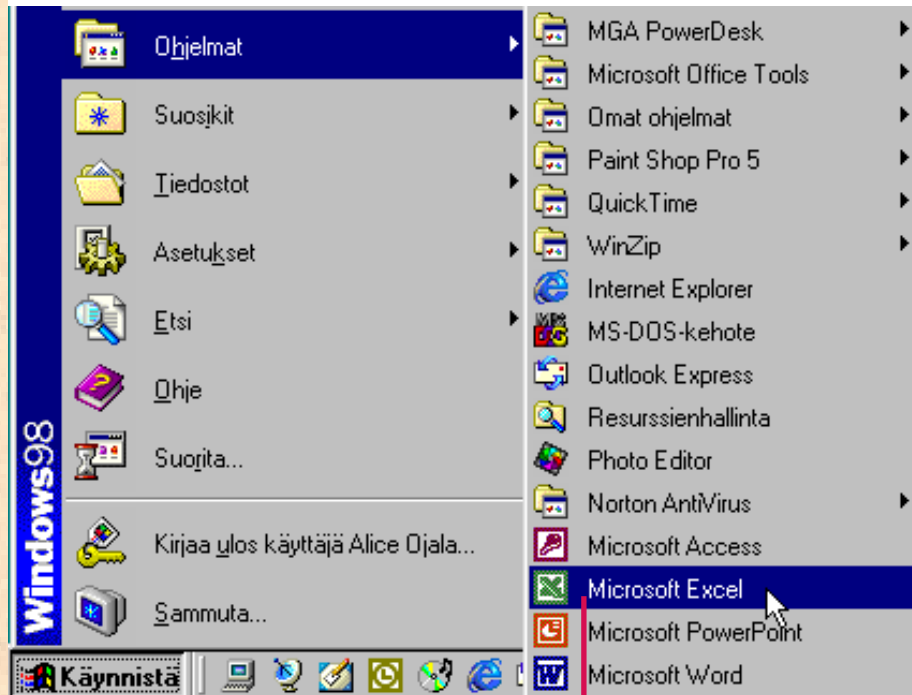 Ohjelmat
Suosikit
Tiedostot
Asetukset
Etsi
Ohje
Suorita...
Kirjaa ulos käyttäjä Alice Ojala...
Sammuta...
Windows98
Käynnistä
MGA PowerDesk
Microsoft Office Tools
Omat ohjelmat
Paint Shop Pro 5
QuickTime
WinZip
Internet Explorer
MS-DOS-kehote
Outlook Express
Resurssienhallinta
Photo Editor
Norton AntiVirus
Microsoft Access
Microsoft Excel
Microsoft PowerPoint
Microsoft Word